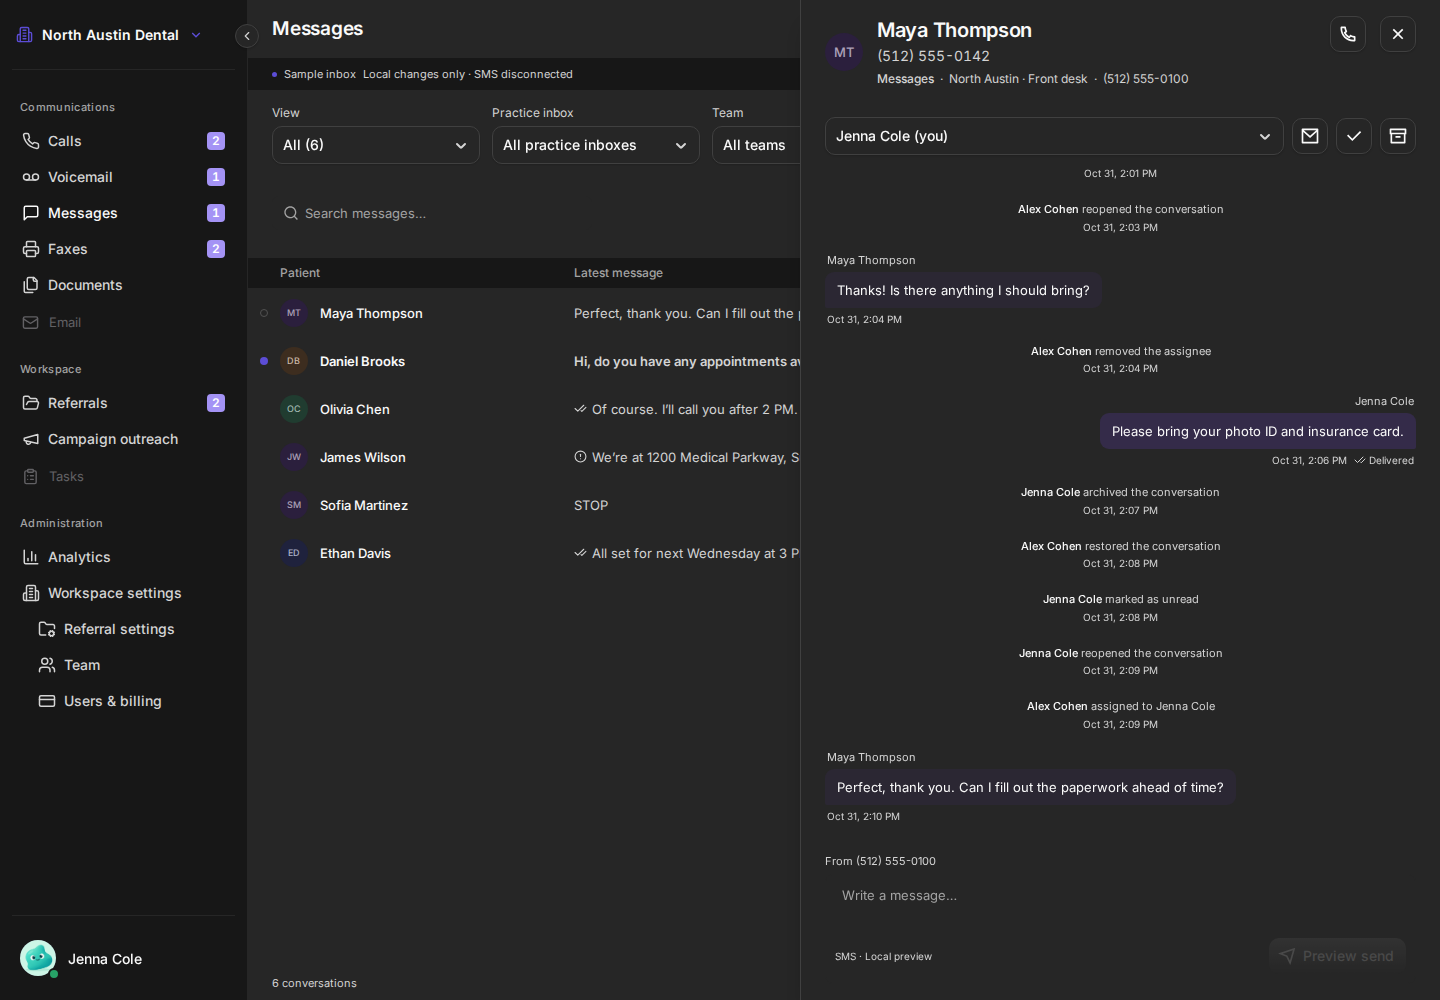 North Austin Dental
Communications
Calls 2
Voicemail 1
Messages 1
Faxes 2
Documents
Email
Workspace
Referrals 2
Campaign outreach
Tasks
Administration
Analytics
Workspace settings
Referral settings
Team
Users & billing
Jenna Cole
Messages
Sample inbox Local changes only · SMS disconnected
View Practice inbox Team
All (6) All practice inboxes All teams
Search messages...
Patient Latest message
MT Maya Thompson Perfect, thank you. Can I fill out the
DB Daniel Brooks Hi, do you have any appointments
OC Olivia Chen Of course. I'll call you after 2 PM.
JW James Wilson We're at 1200 Medical Parkway,
SM Sofia Martinez STOP
ED Ethan Davis All set for next Wednesday at 3
6 conversations
MT
Maya Thompson
(512) 555-0142
Messages · North Austin · Front desk · (512) 555-0100
Jenna Cole (you)
Oct 31, 2:01 PM
Alex Cohen reopened the conversation
Oct 31, 2:03 PM
Maya Thompson
Thanks! Is there anything I should bring?
Oct 31, 2:04 PM
Alex Cohen removed the assignee
Oct 31, 2:04 PM
Jenna Cole
Please bring your photo ID and insurance card.
Oct 31, 2:06 PM Delivered
Jenna Cole archived the conversation
Oct 31, 2:07 PM
Alex Cohen restored the conversation
Oct 31, 2:08 PM
Jenna Cole marked as unread
Oct 31, 2:08 PM
Jenna Cole reopened the conversation
Oct 31, 2:09 PM
Alex Cohen assigned to Jenna Cole
Oct 31, 2:09 PM
Maya Thompson
Perfect, thank you. Can I fill out the paperwork ahead of time?
Oct 31, 2:10 PM
From (512) 555-0100
Write a message...
SMS · Local preview
Preview send